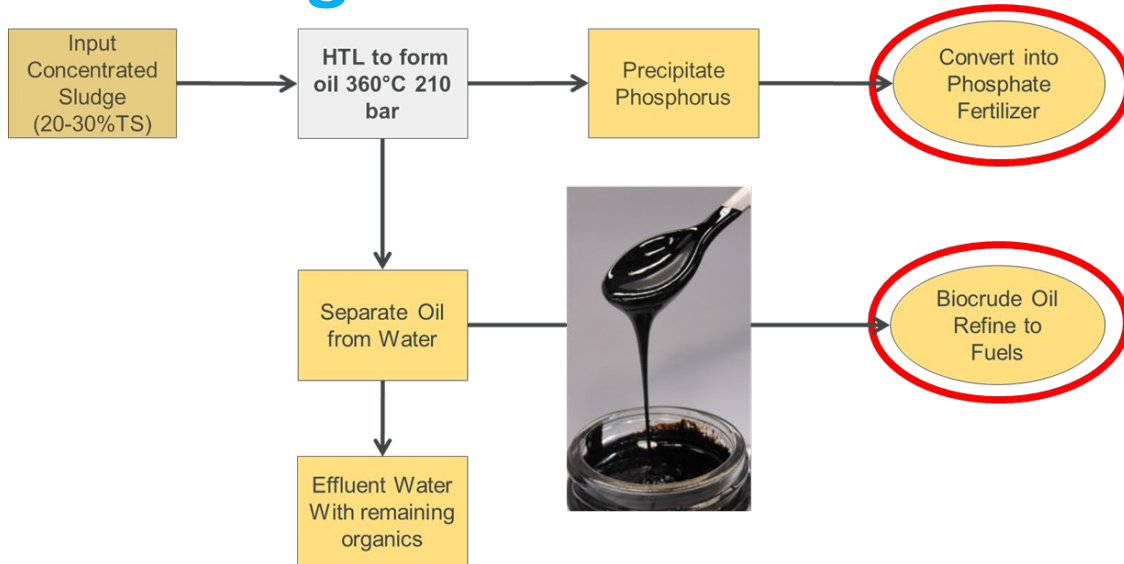 Input
Concentrated
Sludge
(20-30%TS)
HTL to form
oil 360°C 210
bar
Precipitate
Phosphorus
Convert into
Phosphate
Fertilizer
Separate Oil
from Water
Biocrude Oil
Refine to
Fuels
Effluent Water
With remaining
organics